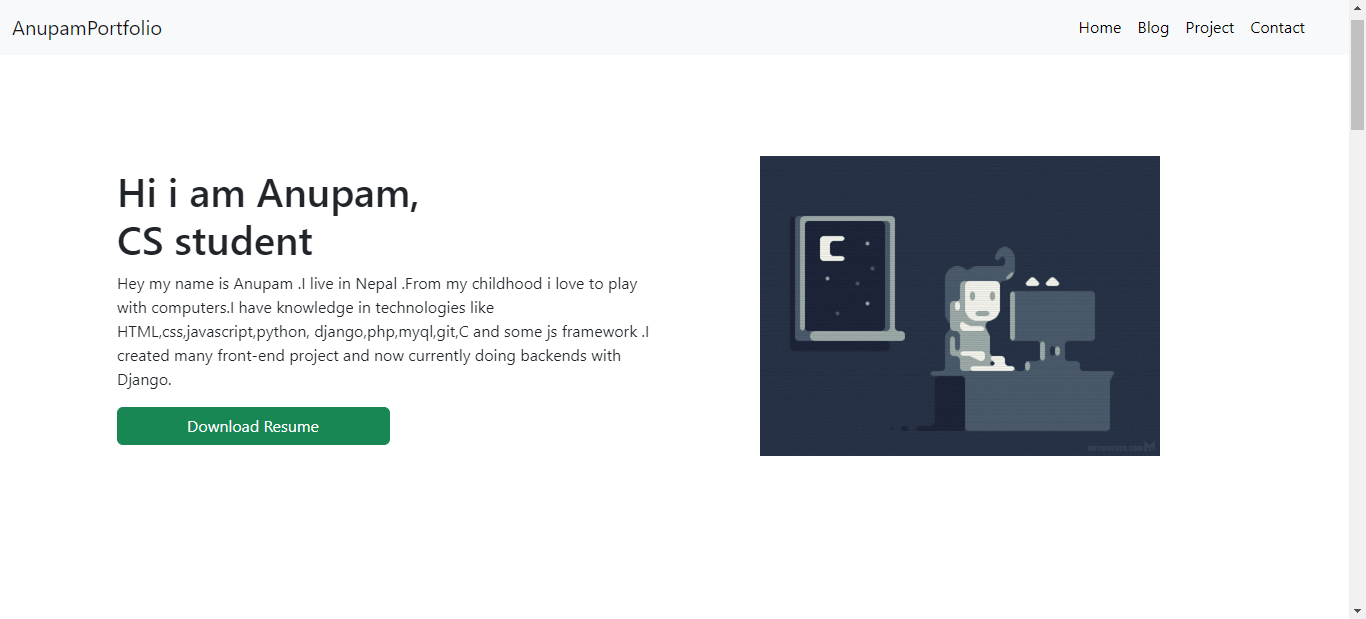 AnupamPortfolio
Home Blog Project Contact
Hi i am Anupam,
CS student
Hey my name is Anupam .I live in Nepal .From my childhood i love to play
with computers.I have knowledge in technologies like
HTML,css,javascript,python, django,php,myql,git,C and some js framework .I
created many front-end project and now currently doing backends with
Django.
Download Resume